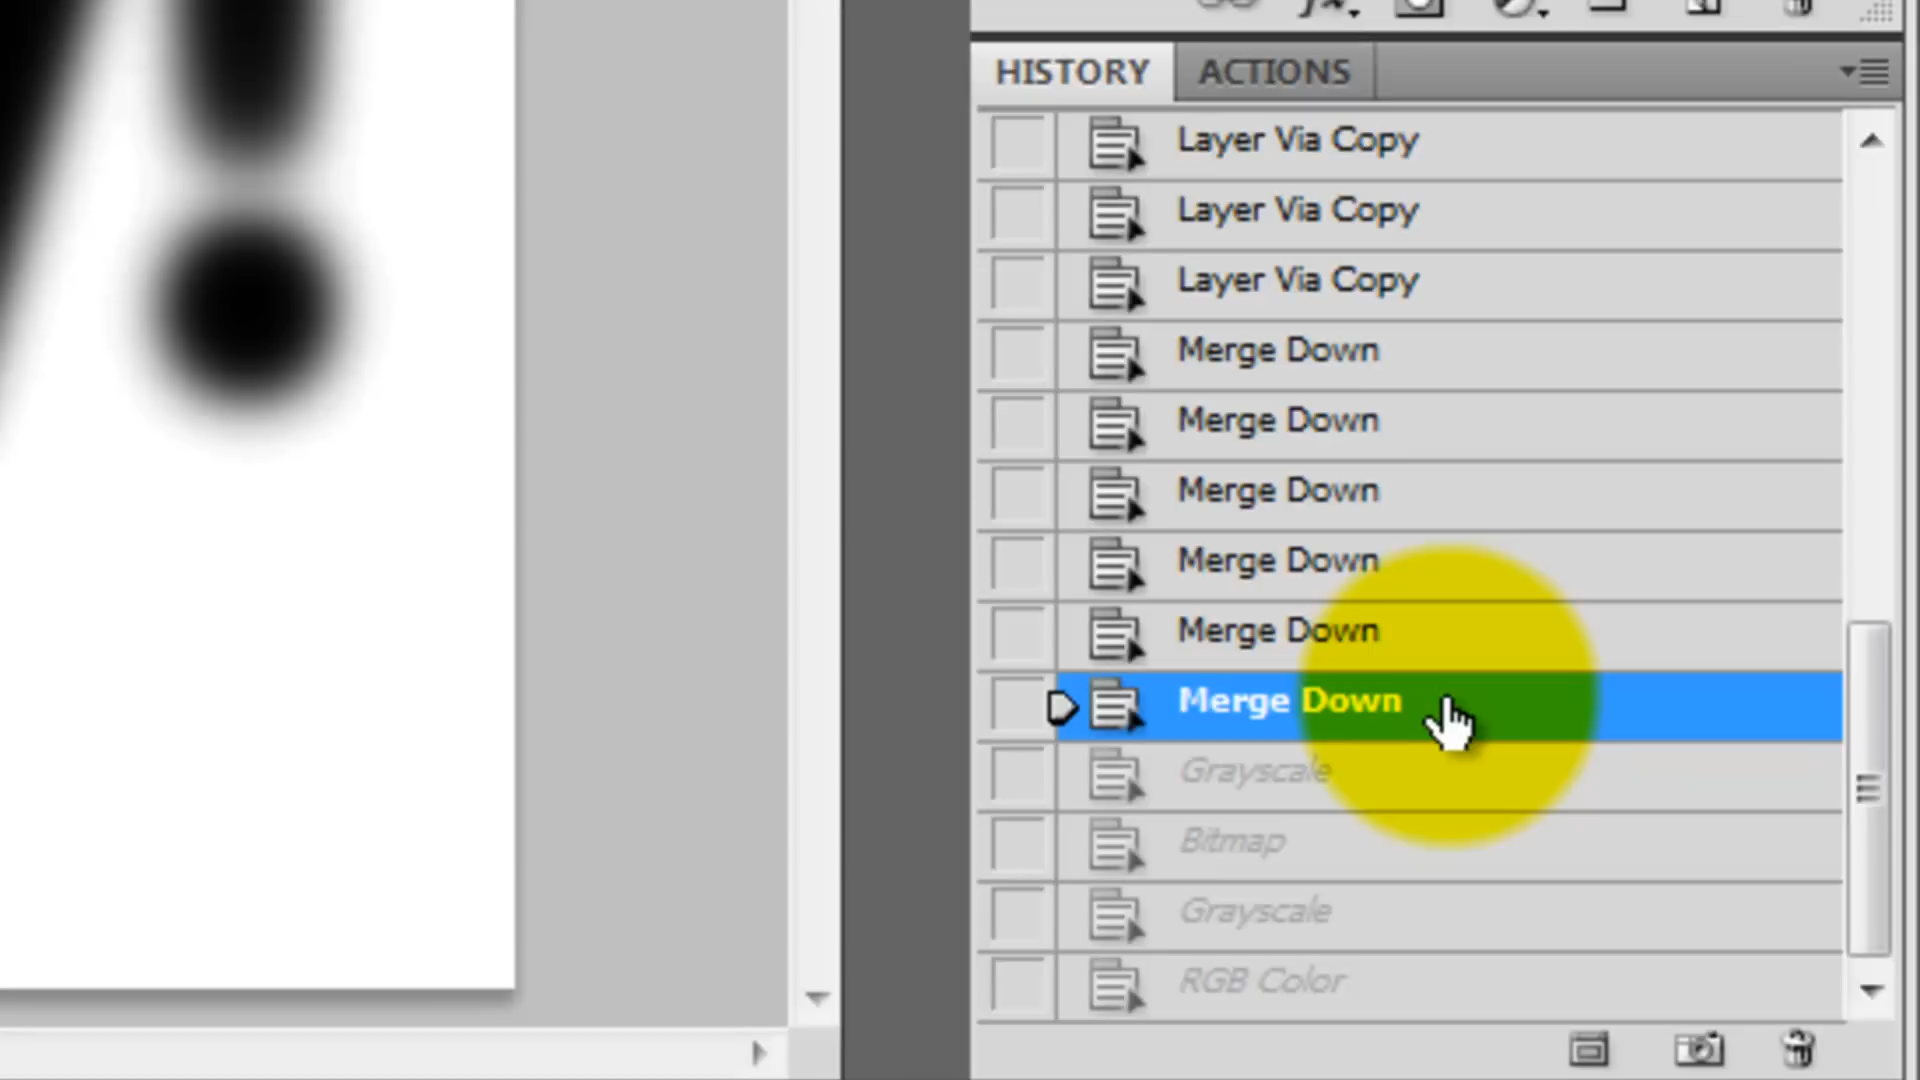 HISTORY ACTIONS
Layer Via Copy
Layer Via Copy
Layer Via Copy
Merge Down
Merge Down
Merge Down
Merge Down
Merge Down
Merge Down
Grayscale
Bitmap
Grayscale
RGB Color